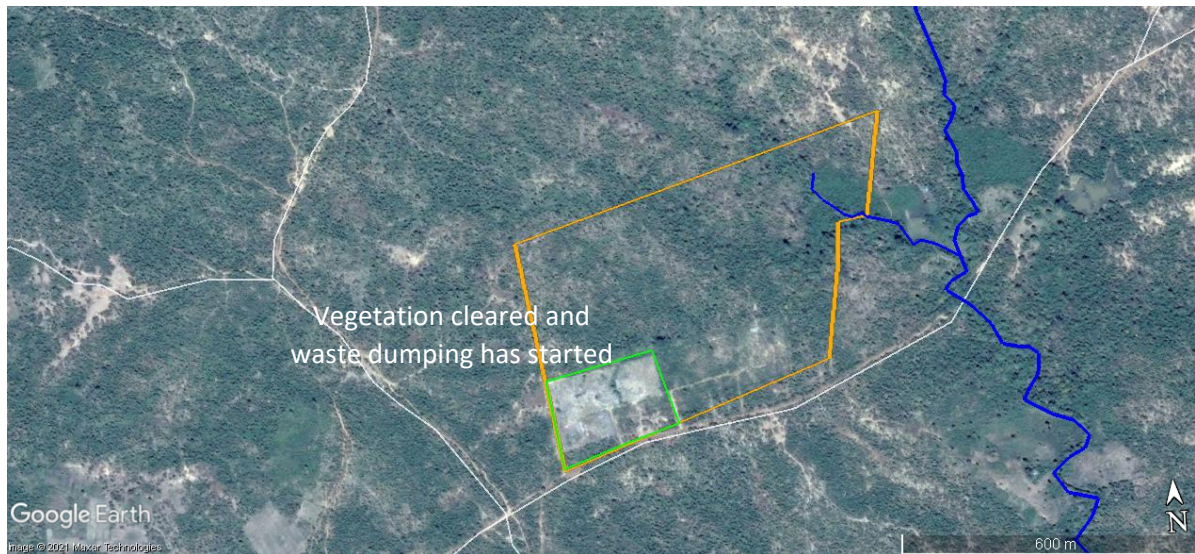 Vegetation cleared and
waste dumping has started
Google Earth
Image © 2021 Maxar Technologies
N
600 m